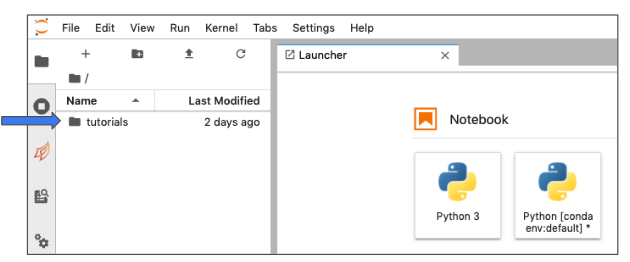 File Edit View Run Kernel Tabs Settings Help
Launcher
/
Name Last Modified
tutorials 2 days ago
Notebook
Python 3
Python [conda
env:default] *